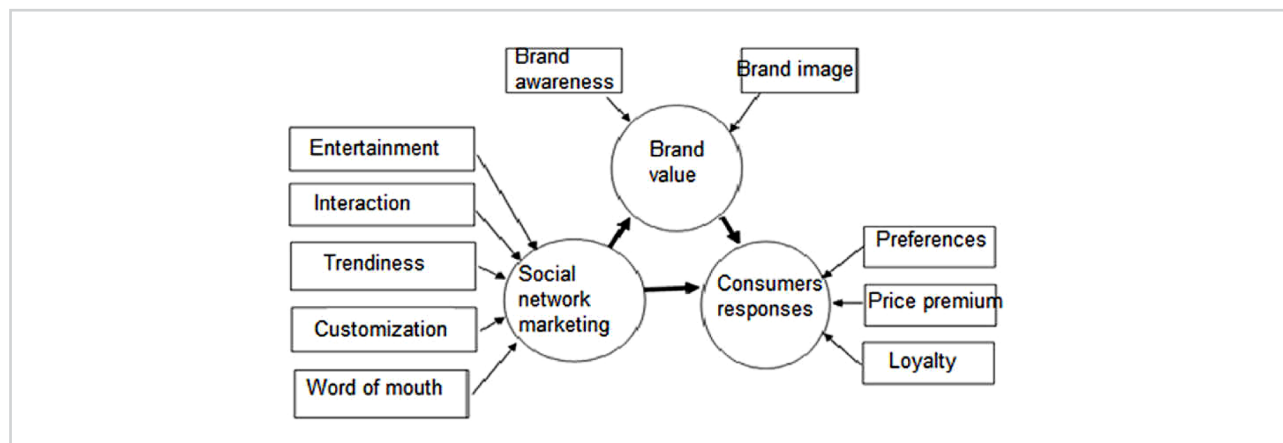 Brand
awareness
Brand image
Entertainment
Brand
value
Interaction
Trendiness
Social
network
marketing
Consumers
responses
Preferences
Price premium
Customization
Loyalty
Word of mouth